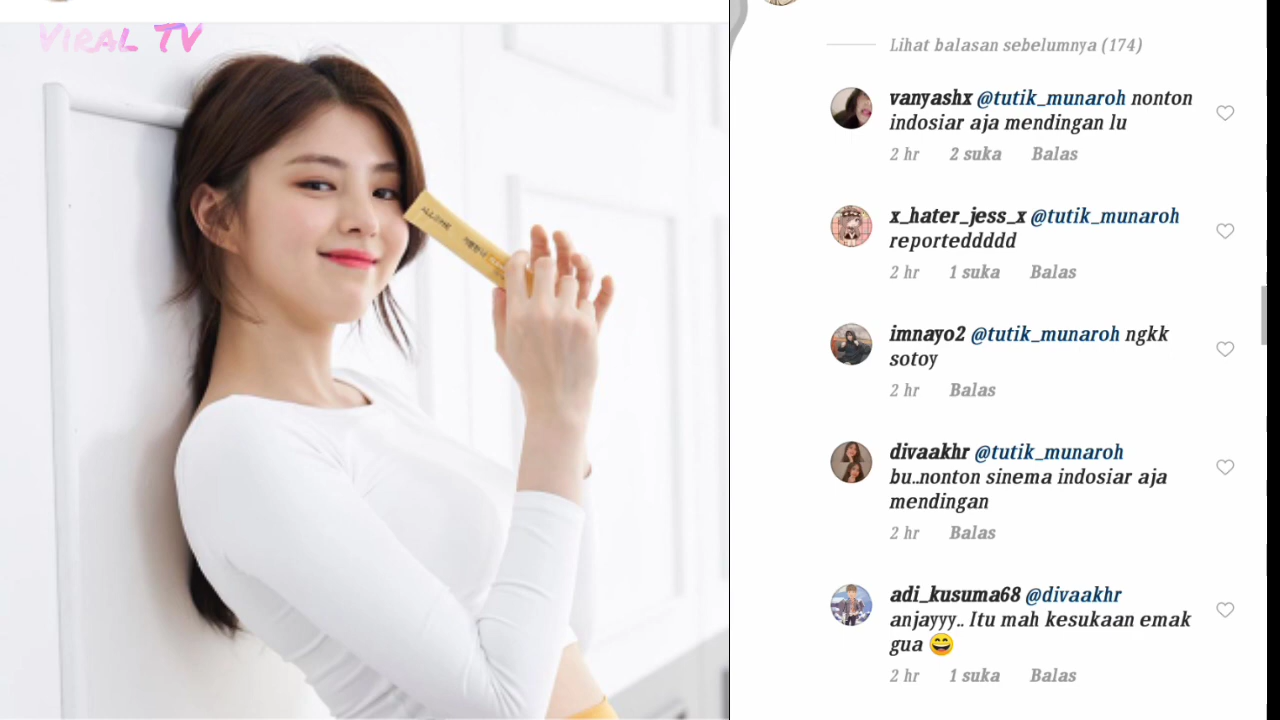 VIRAL TV
ALLOME
Lihat balasan sebelumnya (174)
vanyashx @tutik_munaroh nonton
indosiar aja mendingan lu
2 hr 2 suka Balas
x_hater_jess_x @tutik_munaroh
reporteddddd
2 hr 1 suka Balas
imnayo2 @tutik_munaroh ngkk
sotoy
2 hr Balas
divaakhr @tutik_munaroh
bu..nonton sinema indosiar aja
mendingan
2 hr Balas
adi_kusuma68 @divaakhr
anjayyy.. Itu mah kesukaan emak
gua 😄
2 hr 1 suka Balas